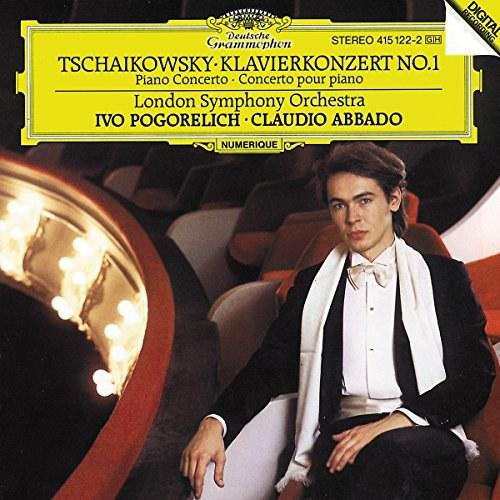 Deutsche
Grammophon
STEREO 415 122-2 GH
TSCHAIKOWSKY · KLAVIERKONZERT NO.1
Piano Concerto · Concerto pour piano
London Symphony Orchestra
IVO POGORELICH · CLAUDIO ABBADO
NUMERIQUE
DIGITAL
RECORDING